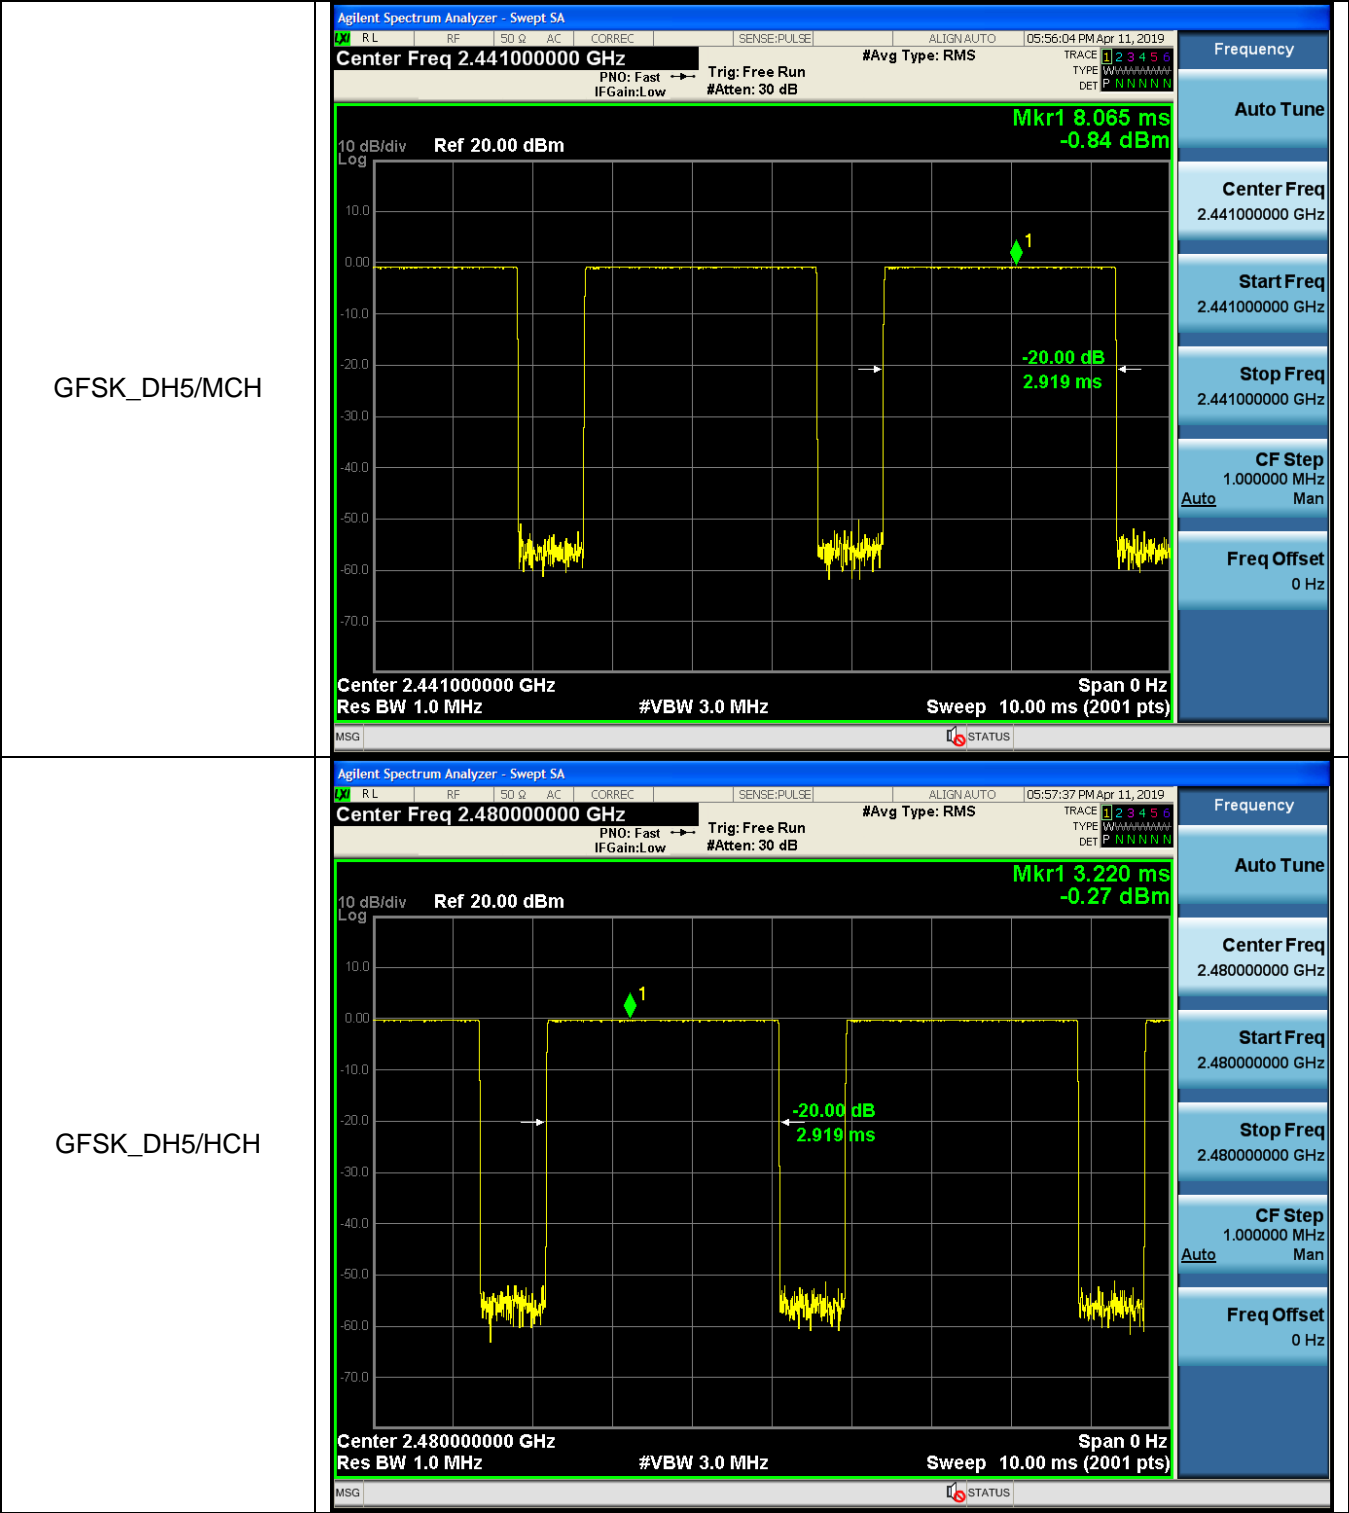 GFSK_DH5/MCH
Agilent Spectrum Analyzer - Swept SA
LXI RL RF 50 Ω AC CORREC SENSE:PULSE ALIGN AUTO 05:56:04 PM Apr 11, 2019
Center Freq 2.441000000 GHz
#Avg Type: RMS
TRACE 1 2 3 4 5 6
PNO: Fast Trig: Free Run
TYPE
IFGain:Low #Atten: 30 dB
DET P N N N N N
Mkr1 8.065 ms
-0.84 dBm
10 dB/div Ref 20.00 dBm
Log
10.0
1
0.00
-10.0
-20.00 dB
-20.0
2.919 ms
-30.0
-40.0
-50.0
-60.0
-70.0
Center 2.441000000 GHz Span 0 Hz
Res BW 1.0 MHz #VBW 3.0 MHz Sweep 10.00 ms (2001 pts)
MSG STATUS
Frequency
Auto Tune
Center Freq
2.441000000 GHz
Start Freq
2.441000000 GHz
Stop Freq
2.441000000 GHz
CF Step
1.000000 MHz
Auto Man
Freq Offset
0 Hz
GFSK_DH5/HCH
Agilent Spectrum Analyzer - Swept SA
LXI RL RF 50 Ω AC CORREC SENSE:PULSE ALIGN AUTO 05:57:37 PM Apr 11, 2019
Center Freq 2.480000000 GHz
#Avg Type: RMS
TRACE 1 2 3 4 5 6
PNO: Fast Trig: Free Run
TYPE
IFGain:Low #Atten: 30 dB
DET P N N N N N
Mkr1 3.220 ms
-0.27 dBm
10 dB/div Ref 20.00 dBm
Log
10.0
1
0.00
-10.0
-20.00 dB
-20.0
2.919 ms
-30.0
-40.0
-50.0
-60.0
-70.0
Center 2.480000000 GHz Span 0 Hz
Res BW 1.0 MHz #VBW 3.0 MHz Sweep 10.00 ms (2001 pts)
MSG STATUS
Frequency
Auto Tune
Center Freq
2.480000000 GHz
Start Freq
2.480000000 GHz
Stop Freq
2.480000000 GHz
CF Step
1.000000 MHz
Auto Man
Freq Offset
0 Hz